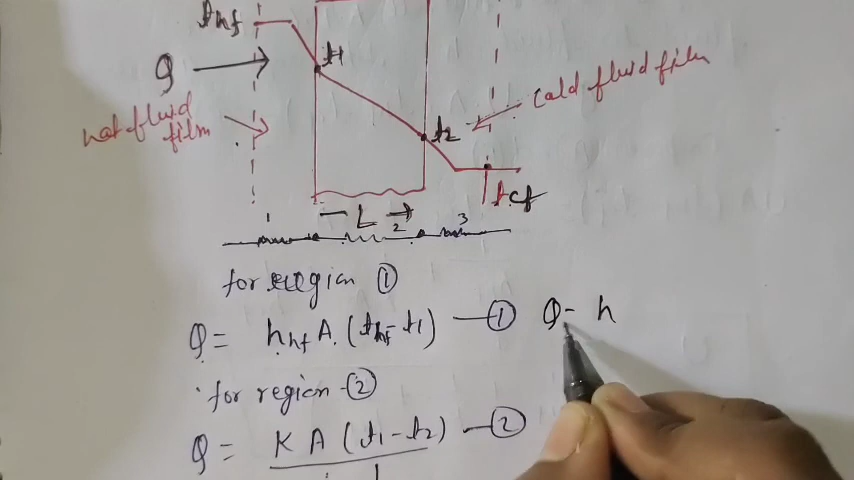 thf
t1
Q
cold fluid film
hot fluid film
t2
tcf
L
1 2 3
for region ①
Q = hhf A. (thf - t1) — ① Q - h
for region - ②
Q = K A (t1 - t2) — ②
L